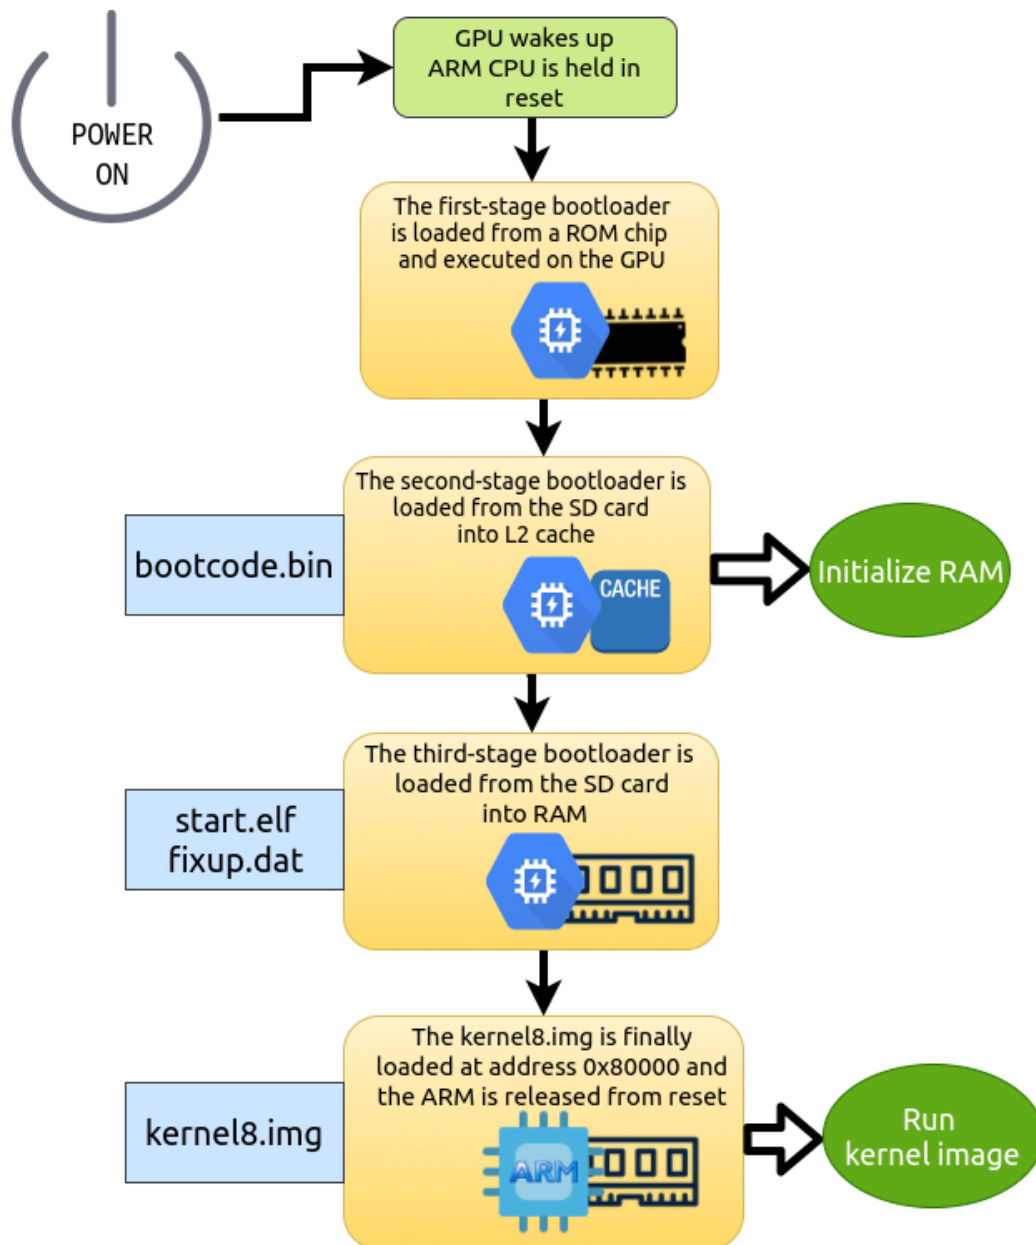 POWER
ON
GPU wakes up
ARM CPU is held in
reset
The first-stage bootloader
is loaded from a ROM chip
and executed on the GPU
The second-stage bootloader is
loaded from the SD card
into L2 cache
bootcode.bin
CACHE
Initialize RAM
The third-stage bootloader is
loaded from the SD card
into RAM
start.elf
fixup.dat
The kernel8.img is finally
loaded at address 0x80000 and
the ARM is released from reset
kernel8.img
ARM
Run
kernel image